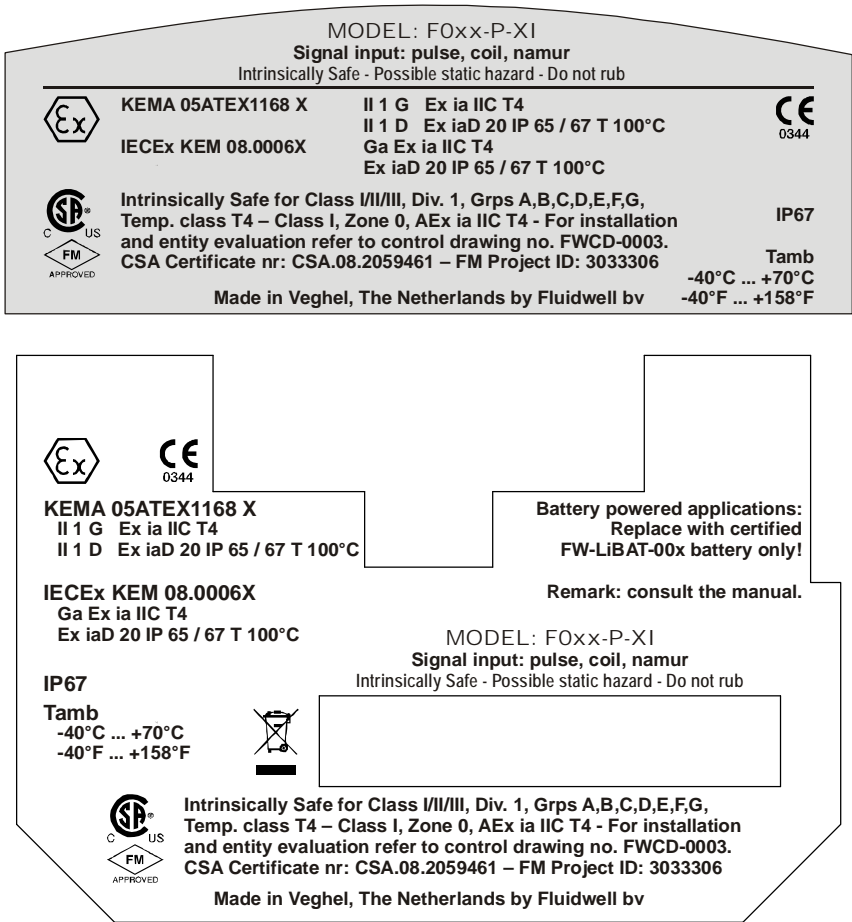 MODEL: F0xx-P-XI
Signal input: pulse, coil, namur
Intrinsically Safe - Possible static hazard - Do not rub
Ex
KEMA 05ATEX1168 X II 1 G Ex ia IIC T4
II 1 D Ex iaD 20 IP 65 / 67 T 100°C
IECEx KEM 08.0006X Ga Ex ia IIC T4
Ex iaD 20 IP 65 / 67 T 100°C
CE
0344
SA®
C US
FM
APPROVED
Intrinsically Safe for Class I/II/III, Div. 1, Grps A,B,C,D,E,F,G,
Temp. class T4 – Class I, Zone 0, AEx ia IIC T4 - For installation
and entity evaluation refer to control drawing no. FWCD-0003.
CSA Certificate nr: CSA.08.2059461 – FM Project ID: 3033306
IP67
Tamb
-40°C ... +70°C
-40°F ... +158°F
Made in Veghel, The Netherlands by Fluidwell bv
Ex
CE
0344
KEMA 05ATEX1168 X
II 1 G Ex ia IIC T4
II 1 D Ex iaD 20 IP 65 / 67 T 100°C
IECEx KEM 08.0006X
Ga Ex ia IIC T4
Ex iaD 20 IP 65 / 67 T 100°C
Battery powered applications:
Replace with certified
FW-LiBAT-00x battery only!
Remark: consult the manual.
MODEL: F0xx-P-XI
Signal input: pulse, coil, namur
Intrinsically Safe - Possible static hazard - Do not rub
IP67
Tamb
-40°C ... +70°C
-40°F ... +158°F
SA®
C US
FM
APPROVED
Intrinsically Safe for Class I/II/III, Div. 1, Grps A,B,C,D,E,F,G,
Temp. class T4 – Class I, Zone 0, AEx ia IIC T4 - For installation
and entity evaluation refer to control drawing no. FWCD-0003.
CSA Certificate nr: CSA.08.2059461 – FM Project ID: 3033306
Made in Veghel, The Netherlands by Fluidwell bv